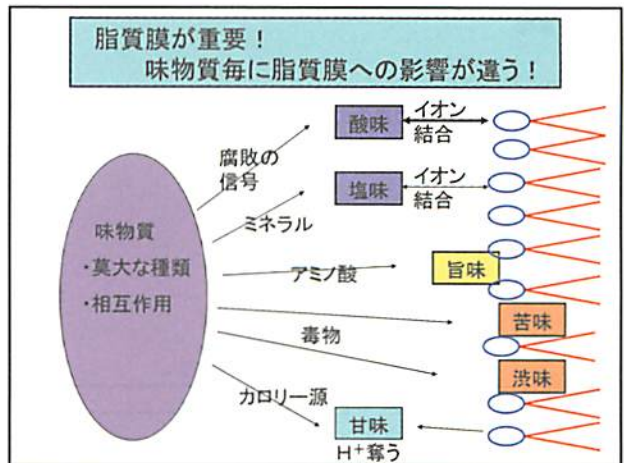 脂質膜が重要!
味物質毎に脂質膜への影響が違う!
酸味
イオン
結合
腐敗の
信号
塩味
イオン
結合
ミネラル
味物質
・莫大な種類
・相互作用
アミノ酸
旨味
苦味
毒物
渋味
カロリー源
甘味
H⁺奪う